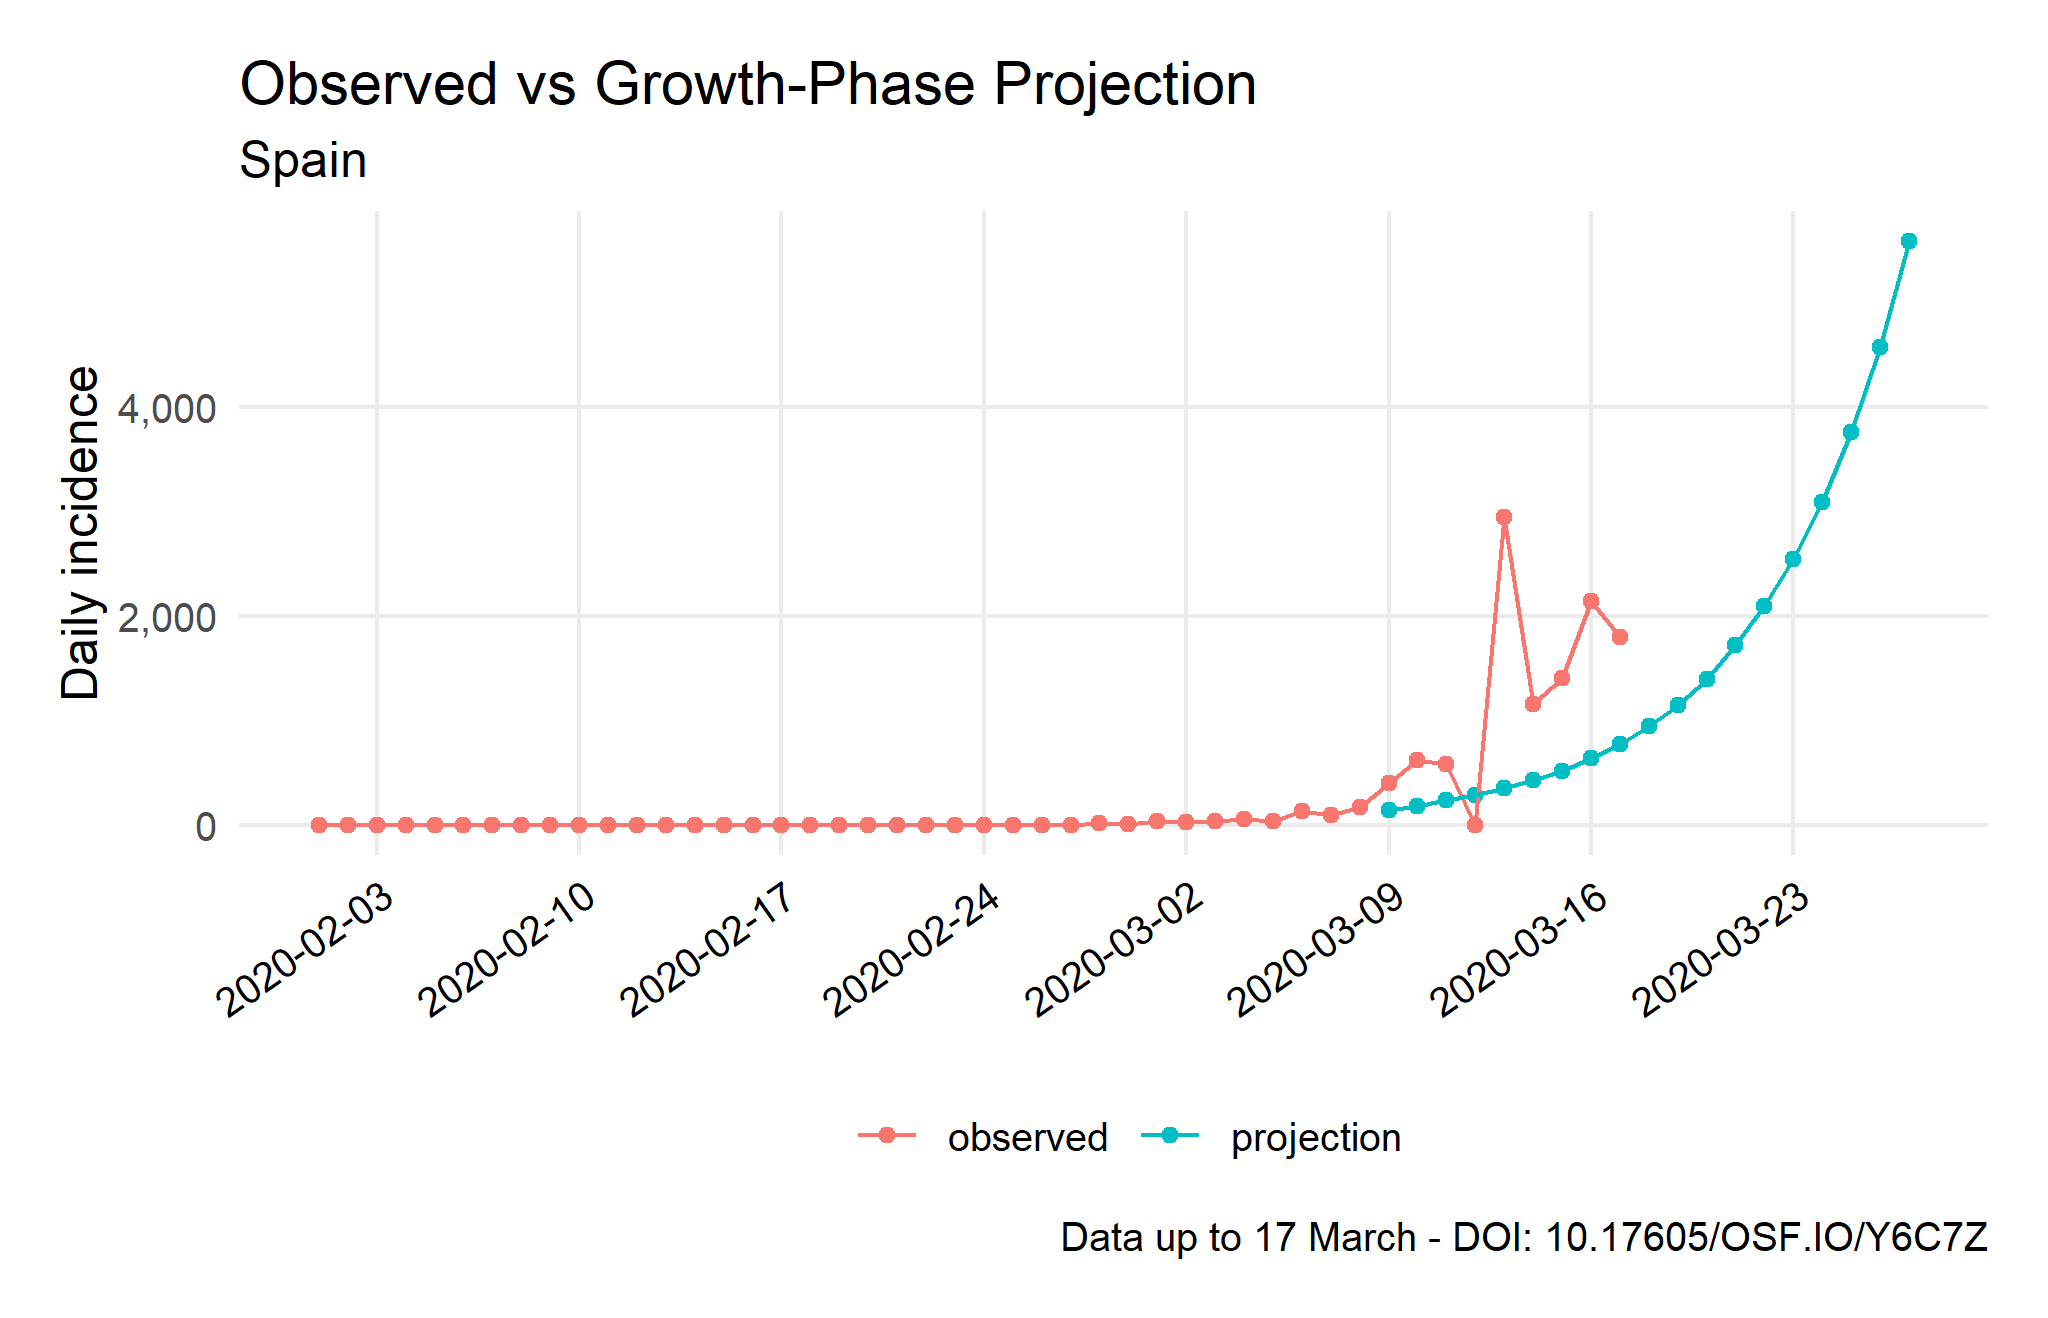 Observed vs Growth-Phase Projection
Spain
Daily incidence
4,000
2,000
0
2020-02-03
2020-02-10
2020-02-17
2020-02-24
2020-03-02
2020-03-09
2020-03-16
2020-03-23
observed
projection
Data up to 17 March - DOI: 10.17605/OSF.IO/Y6C7Z